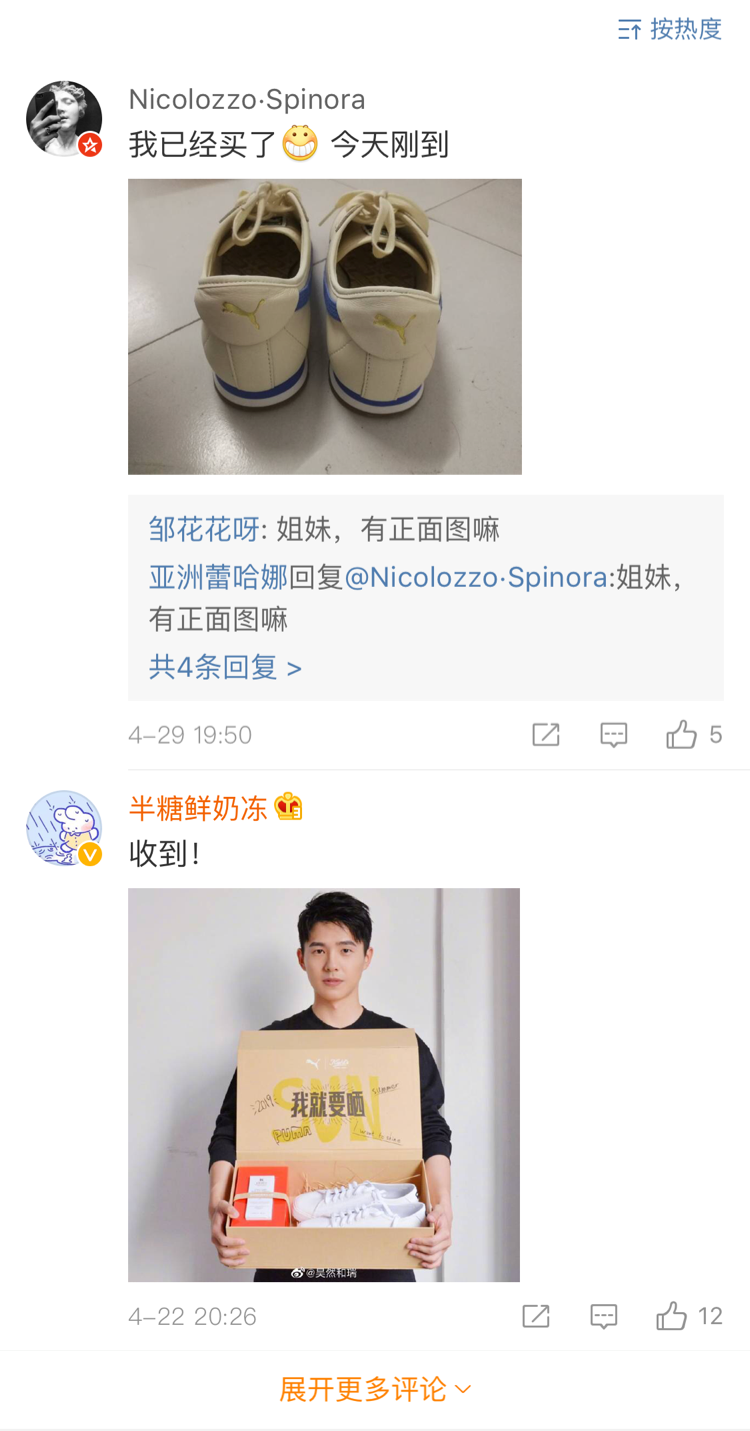 按热度
Nicolozzo·Spinora
我已经买了 今天刚到
邹花花呀: 姐妹，有正面图嘛
亚洲蕾哈娜回复@Nicolozzo·Spinora:姐妹，
有正面图嘛
共4条回复 >
4-29 19:50
5
半糖鲜奶冻
收到！
SUN
2019
summer
我就要晒
PUMA
@吴然和瑞
4-22 20:26
12
展开更多评论